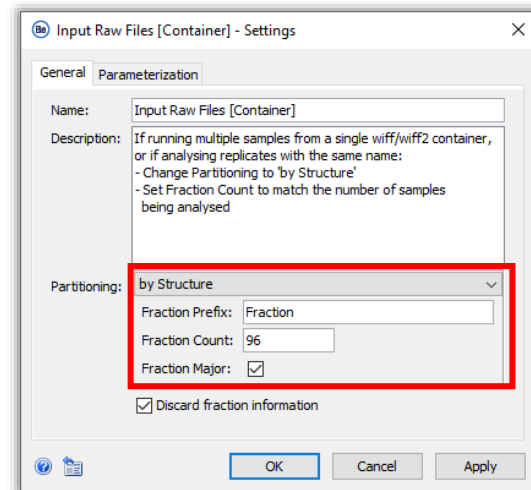 Be Input Raw Files [Container] - Settings
General Parameterization
Name: Input Raw Files [Container]
Description: If running multiple samples from a single wiff/wiff2 container,
or if analysing replicates with the same name:
- Change Partitioning to 'by Structure'
- Set Fraction Count to match the number of samples
being analysed
Partitioning: by Structure
Fraction Prefix: Fraction
Fraction Count: 96
Fraction Major:
Discard fraction information
OK Cancel Apply